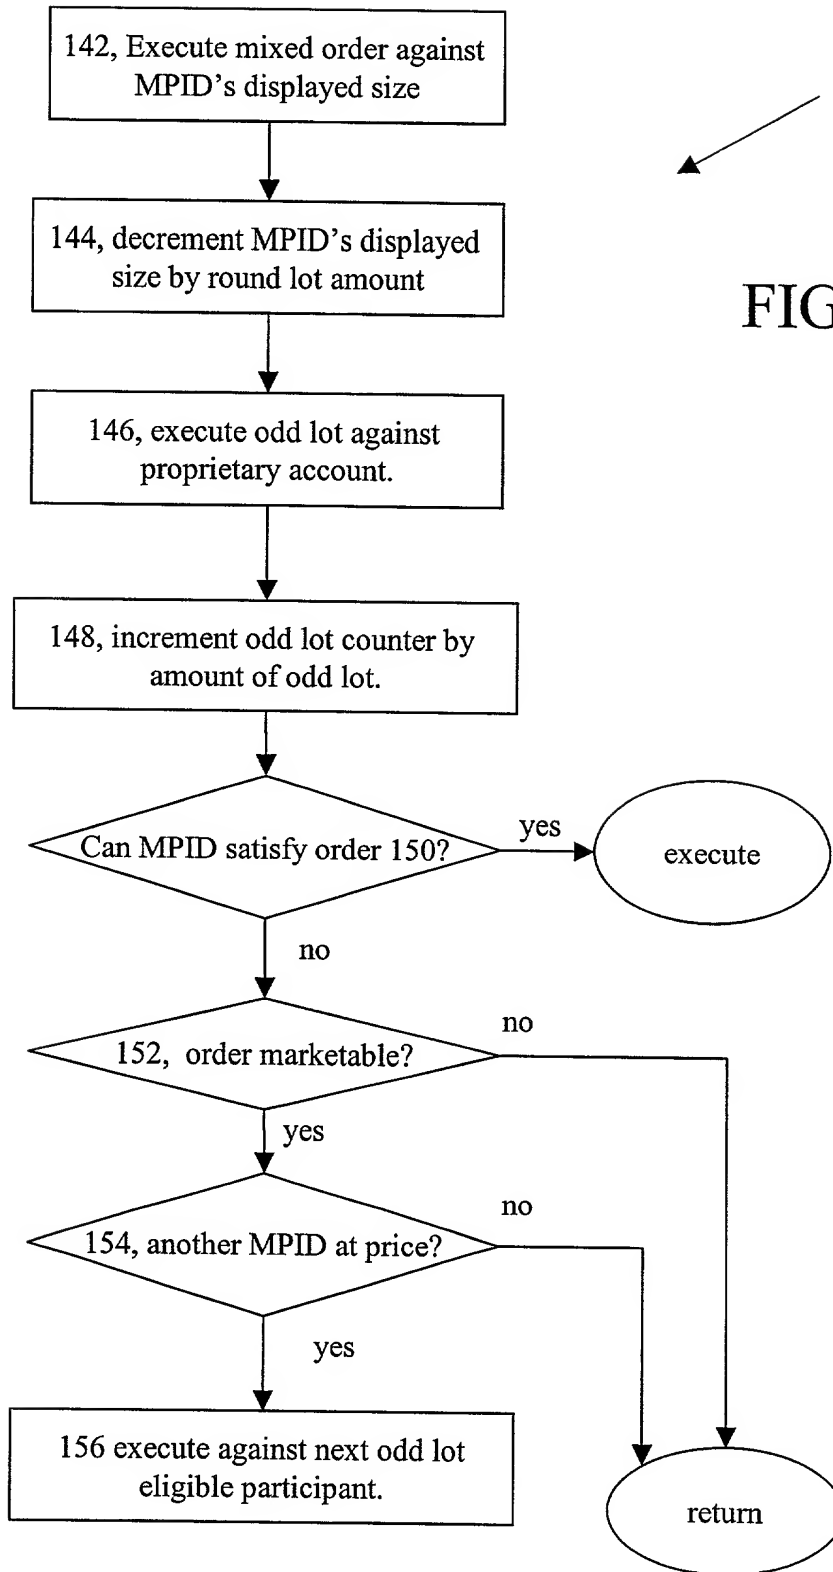 142, Execute mixed order against
MPID's displayed size
144, decrement MPID's displayed
size by round lot amount
FIG
146, execute odd lot against
proprietary account.
148, increment odd lot counter by
amount of odd lot.
Can MPID satisfy order 150?
yes
execute
no
152, order marketable?
no
yes
154, another MPID at price?
no
yes
156 execute against next odd lot
eligible participant.
return